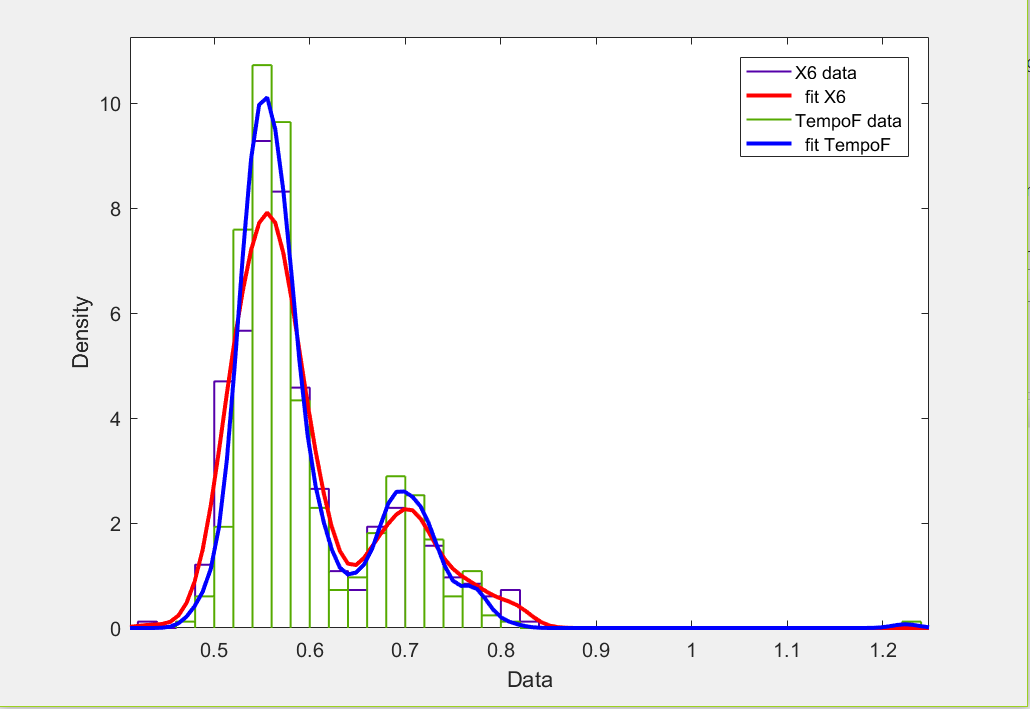 X6 data
fit X6
TempoF data
fit TempoF
10
8
6
4
2
0
Density
0.5 0.6 0.7 0.8 0.9 1 1.1 1.2
Data